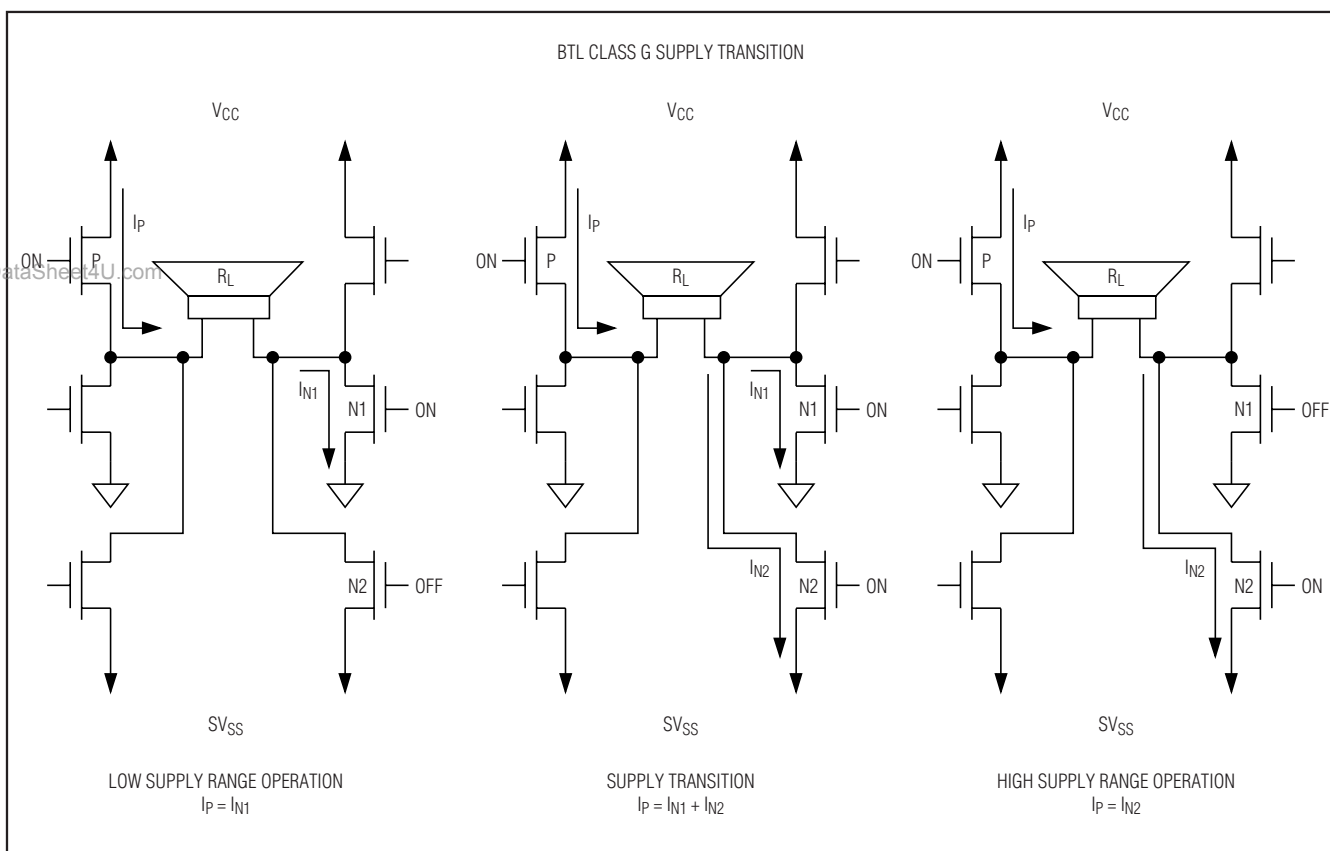 BTL CLASS G SUPPLY TRANSITION
VCC
VCC
VCC
IP
IP
IP
ON
P
RL
ON
P
RL
ON
P
RL
ataSheet4U.com
IN1
N1
ON
IN1
N1
ON
N1
OFF
N2
OFF
IN2
N2
ON
IN2
N2
ON
SVSS
SVSS
SVSS
LOW SUPPLY RANGE OPERATION
IP = IN1
SUPPLY TRANSITION
IP = IN1 + IN2
HIGH SUPPLY RANGE OPERATION
IP = IN2